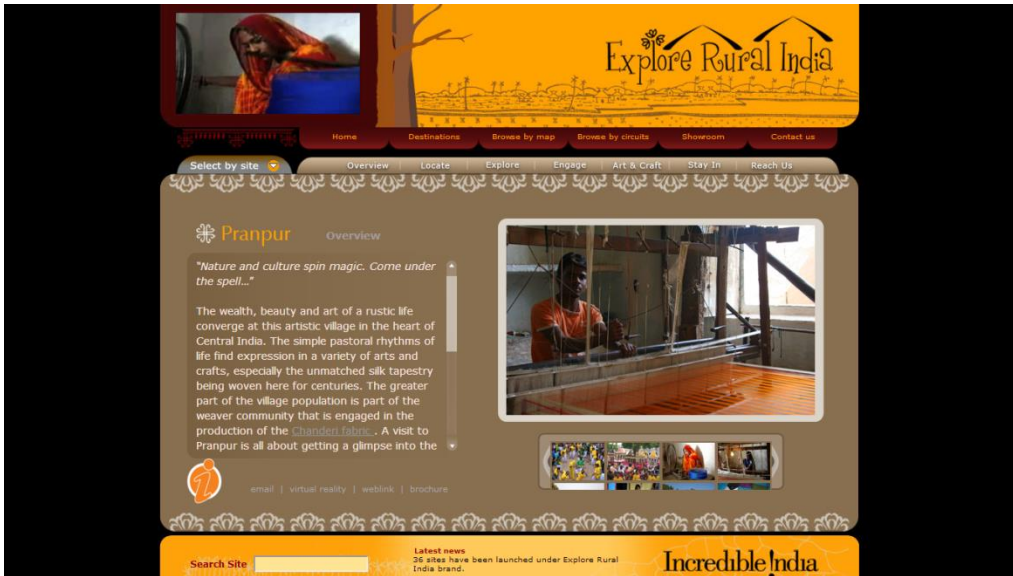 Explore Rural India
Home Destinations Browse by map Browse by circuits Showroom Contact us
Select by site Overview Locate Explore Engage Art & Craft Stay In Reach Us
Pranpur Overview
"Nature and culture spin magic. Come under
the spell..."
The wealth, beauty and art of a rustic life
converge at this artistic village in the heart of
Central India. The simple pastoral rhythms of
life find expression in a variety of arts and
crafts, especially the unmatched silk tapestry
being woven here for centuries. The greater
part of the village population is part of the
weaver community that is engaged in the
production of the Chanderi fabric . A visit to
Pranpur is all about getting a glimpse into the
i
email | virtual reality | weblink | brochure
Search Site
Latest news
36 sites have been launched under Explore Rural
India brand.
Incredible !ndia